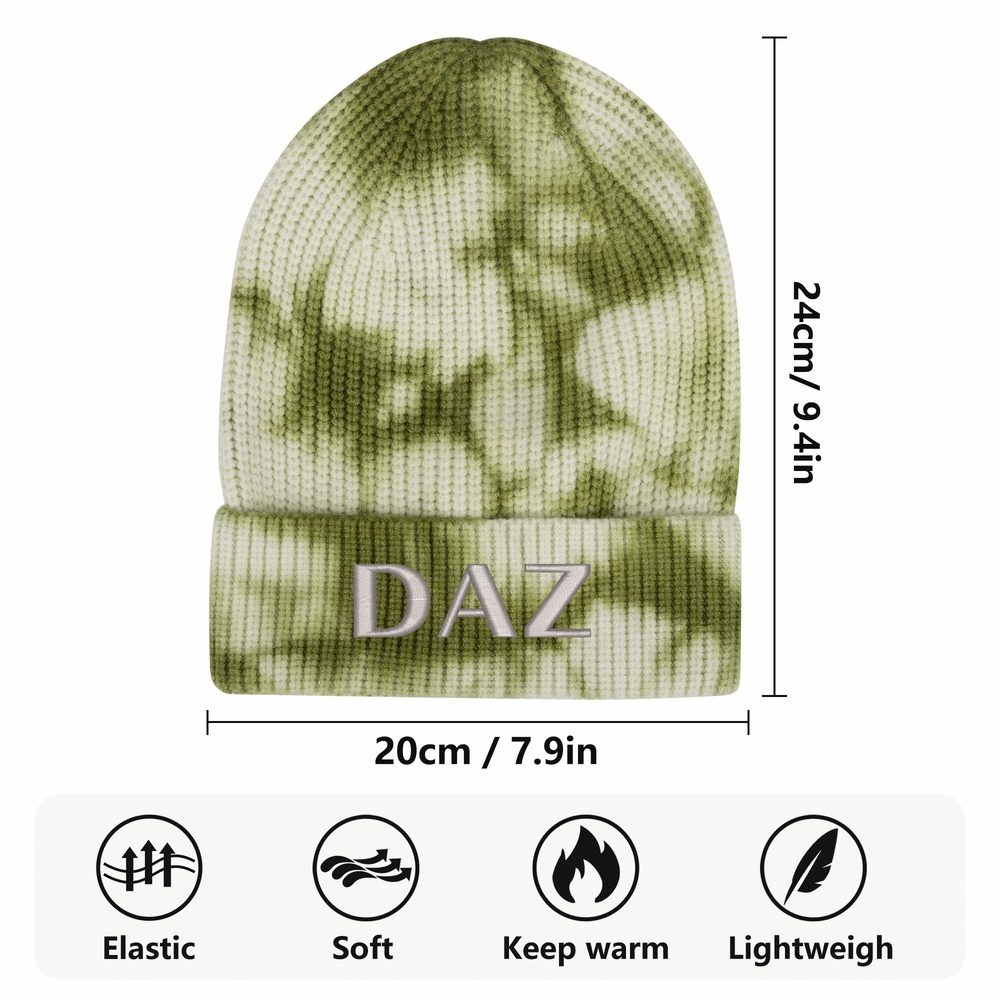 24cm/ 9.4in
DAZ
20cm / 7.9in
Elastic
Soft
Keep warm
Lightweigh